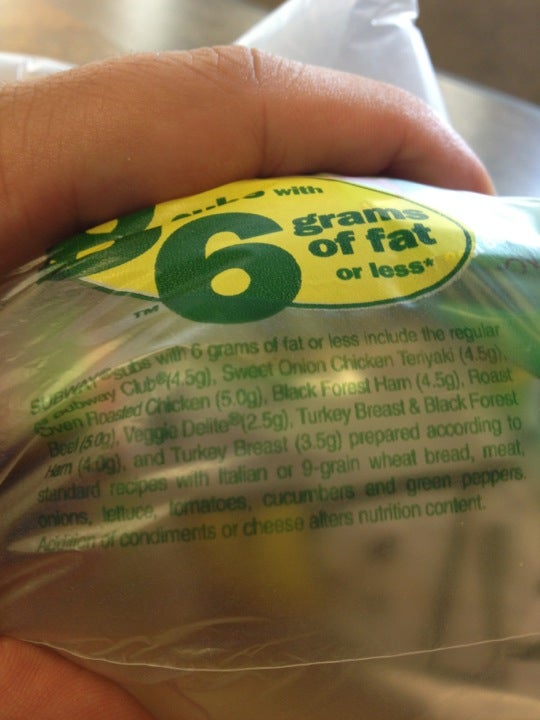 8 with
6 grams
of fat
or less*
TM
SUBWAY® subs with 6 grams of fat or less include the regular
Subway Club®(4.5g), Sweet Onion Chicken Teriyaki (4.5g),
Oven Roasted Chicken (5.0g), Black Forest Ham (4.5g), Roast
Beef (5.0g), Veggie Delite®(2.5g), Turkey Breast & Black Forest
Ham (4.0g), and Turkey Breast (3.5g) prepared according to
standard recipes with Italian or 9-grain wheat bread, meat,
onions, lettuce, tomatoes, cucumbers and green peppers.
Addition of condiments or cheese alters nutrition content.